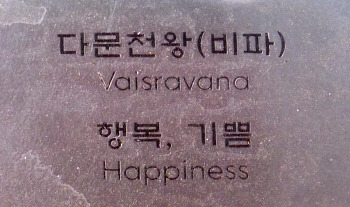 다문천왕(비파)
Vaisravana
행복, 기쁨
Happiness